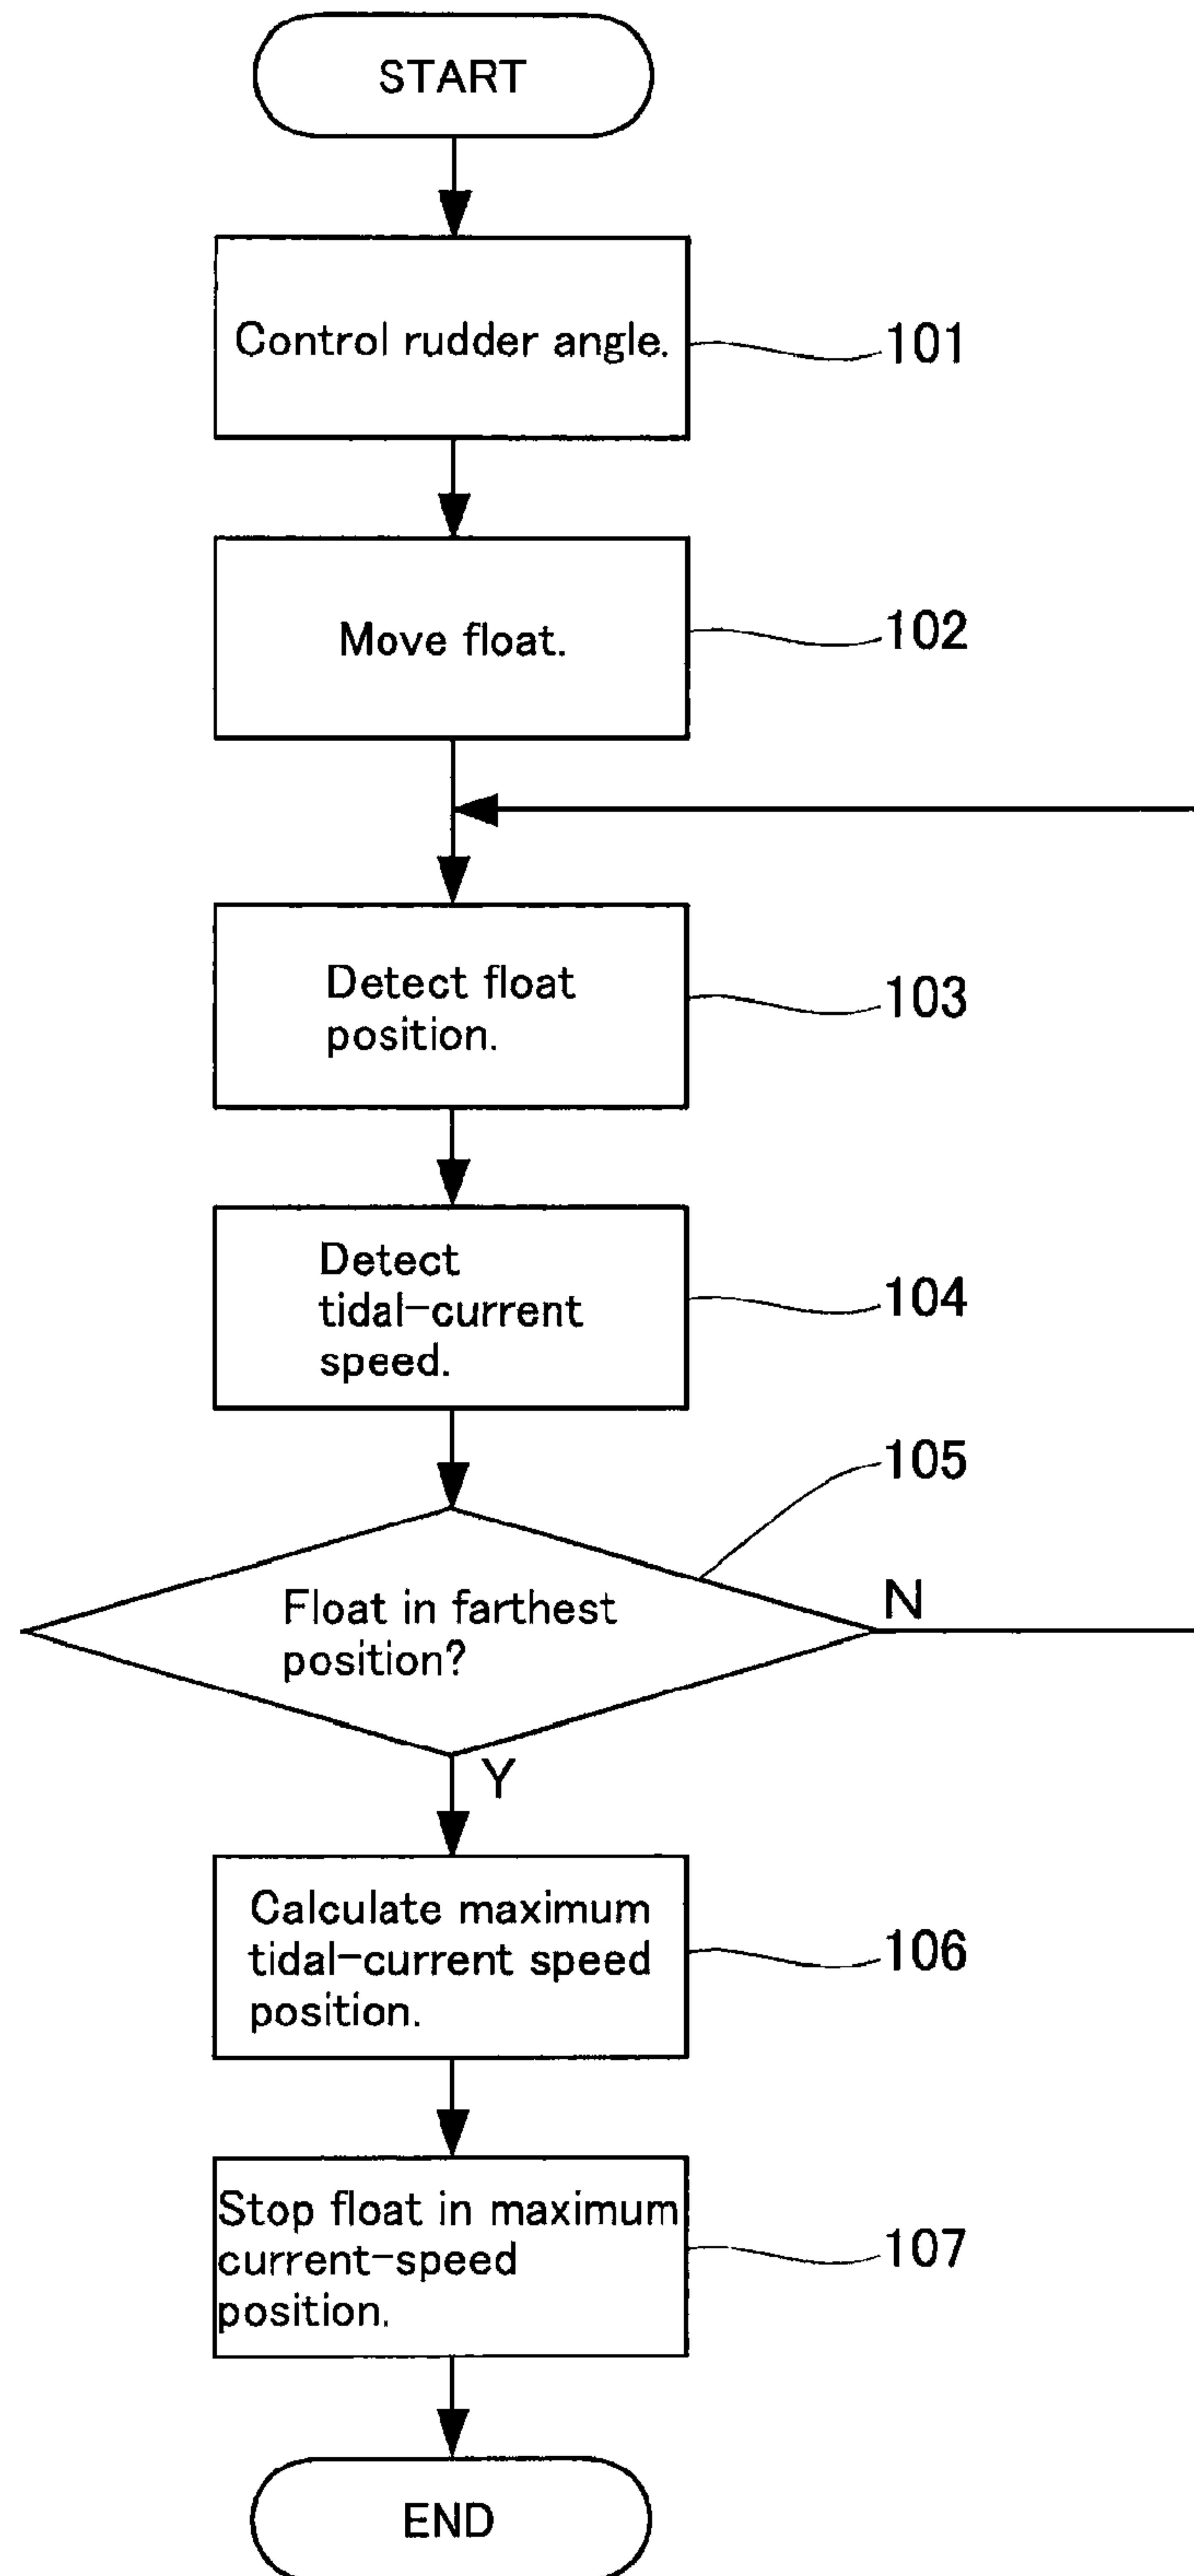 START
Control rudder angle.
101
Move float.
102
Detect float
position.
103
Detect
tidal-current
speed.
104
105
Float in farthest
position?
N
Y
Calculate maximum
tidal-current speed
position.
106
Stop float in maximum
current-speed
position.
107
END